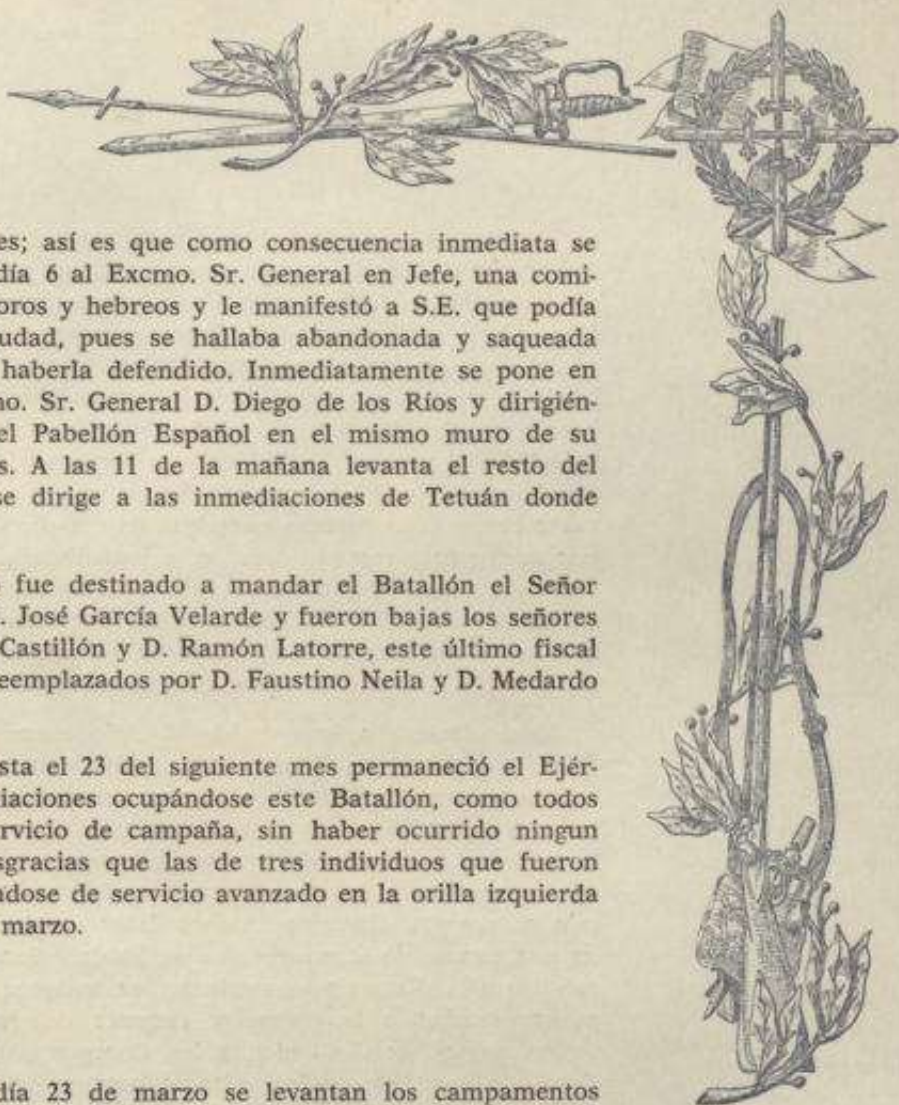 es; así es que como consecuencia inmediata se
día 6 al Excmo. Sr. General en Jefe, una comi-
oros y hebreos y le manifestó a S.E. que podía
udad, pues se hallaba abandonada y saqueada
haberla defendido. Inmediatamente se pone en
no. Sr. General D. Diego de los Ríos y dirigién-
el Pabellón Español en el mismo muro de su
s. A las 11 de la mañana levanta el resto del
se dirige a las inmediaciones de Tetuán donde
fue destinado a mandar el Batallón el Señor
. José García Velarde y fueron bajas los señores
Castillón y D. Ramón Latorre, este último fiscal
eemplazados por D. Faustino Neila y D. Medardo
sta el 23 del siguiente mes permaneció el Ejér-
iaciones ocupándose este Batallón, como todos
rvicio de campaña, sin haber ocurrido ningun
sgracias que las de tres individuos que fueron
ndose de servicio avanzado en la orilla izquierda
marzo.
día 23 de marzo se levantan los campamentos